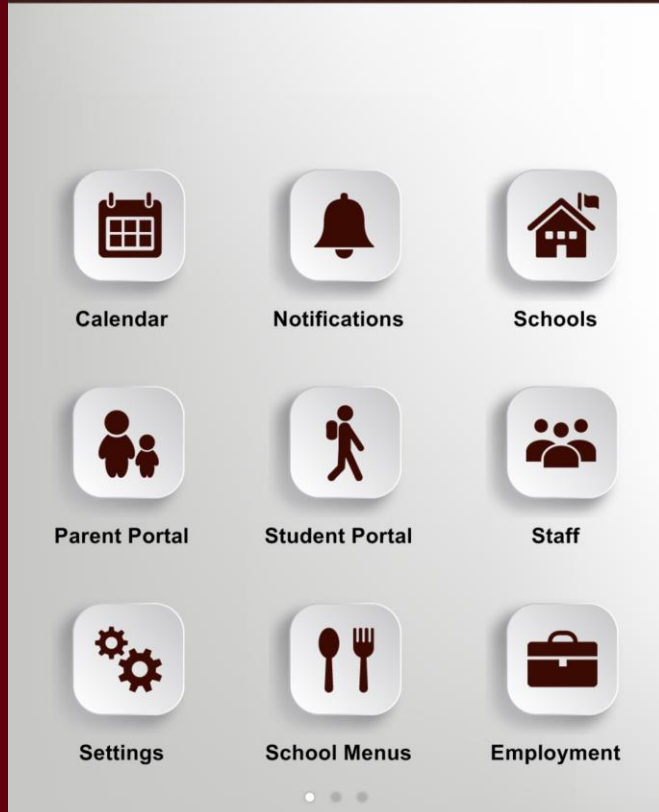 Calendar
Notifications
Schools
Parent Portal
Student Portal
Staff
Settings
School Menus
Employment